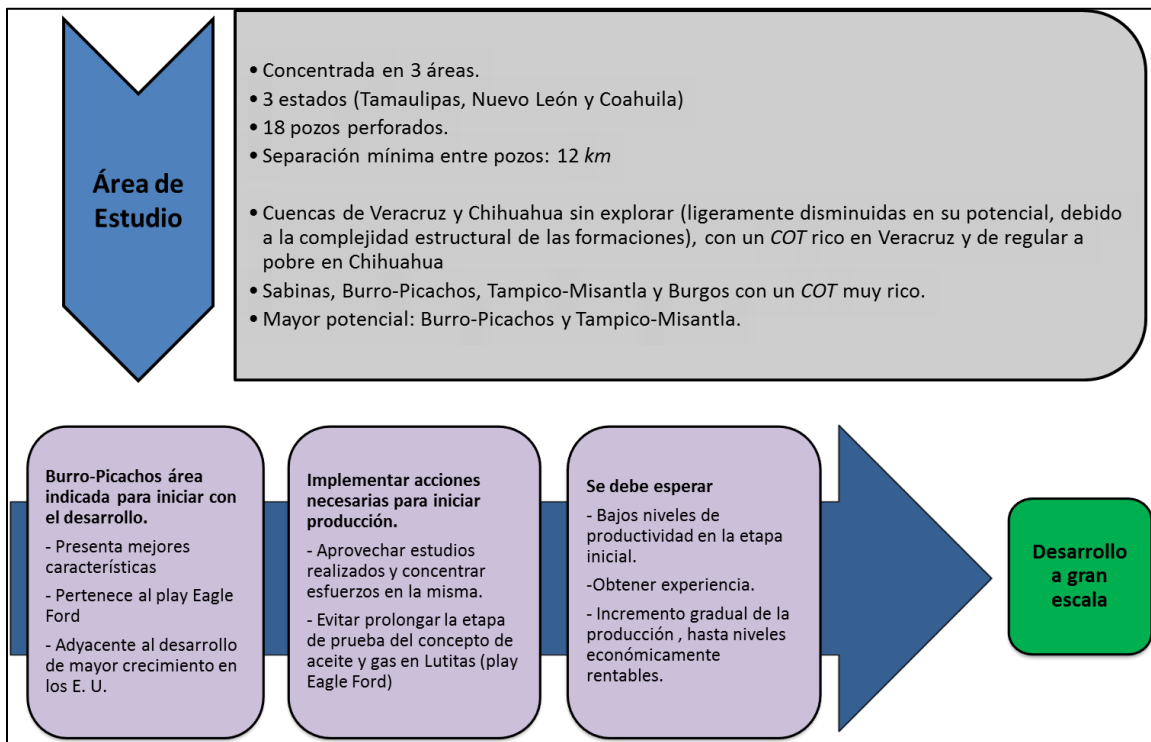 Área de
Estudio
• Concentrada en 3 áreas.
• 3 estados (Tamaulipas, Nuevo León y Coahuila)
• 18 pozos perforados.
• Separación mínima entre pozos: 12 km
• Cuencas de Veracruz y Chihuahua sin explorar (ligeramente disminuidas en su potencial, debido
a la complejidad estructural de las formaciones), con un COT rico en Veracruz y de regular a
pobre en Chihuahua
• Sabinas, Burro-Picachos, Tampico-Misantla y Burgos con un COT muy rico.
• Mayor potencial: Burro-Picachos y Tampico-Misantla.
Burro-Picachos área
indicada para iniciar con
el desarrollo.
- Presenta mejores
características
- Pertenece al play Eagle
Ford
- Adyacente al desarrollo
de mayor crecimiento en
los E. U.
Implementar acciones
necesarias para iniciar
producción.
- Aprovechar estudios
realizados y concentrar
esfuerzos en la misma.
- Evitar prolongar la etapa
de prueba del concepto de
aceite y gas en Lutitas (play
Eagle Ford)
Se debe esperar
- Bajos niveles de
productividad en la etapa
inicial.
-Obtener experiencia.
- Incremento gradual de la
producción , hasta niveles
económicamente
rentables.
Desarrollo
a gran
escala